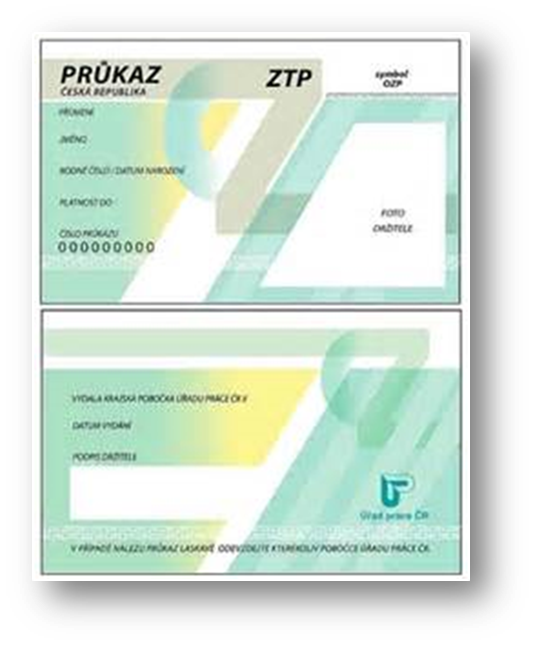 PRŮKAZ ZTP
ČESKÁ REPUBLIKA
symbol
OZP
PŘÍJMENÍ
JMÉNO
RODNÉ ČÍSLO / DATUM NAROZENÍ
PLATNOST DO
ČÍSLO PRŮKAZU
000000000
FOTO
DRŽITELE
VYDALA KRAJSKÁ POBOČKA ÚŘADU PRÁCE ČR V
DATUM VYDÁNÍ
PODPIS DRŽITELE
Úřad práce ČR
V PŘÍPADĚ NÁLEZU PRŮKAZ LASKAVĚ ODEVZDEJTE KTERÉKOLIV POBOČCE ÚŘADU PRÁCE ČR.